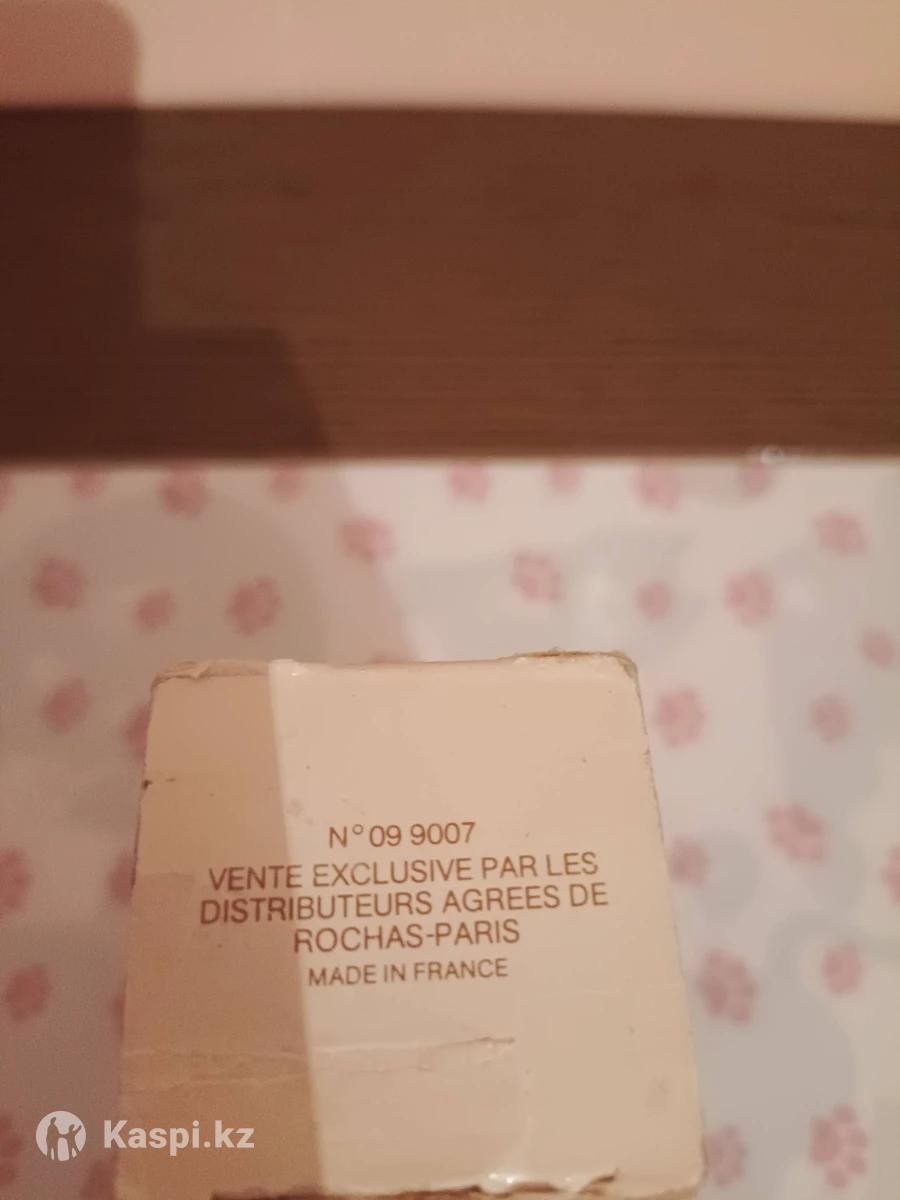 N° 09 9007
VENTE EXCLUSIVE PAR LES
DISTRIBUTEURS AGREES DE
ROCHAS-PARIS
MADE IN FRANCE
Kaspi.kz